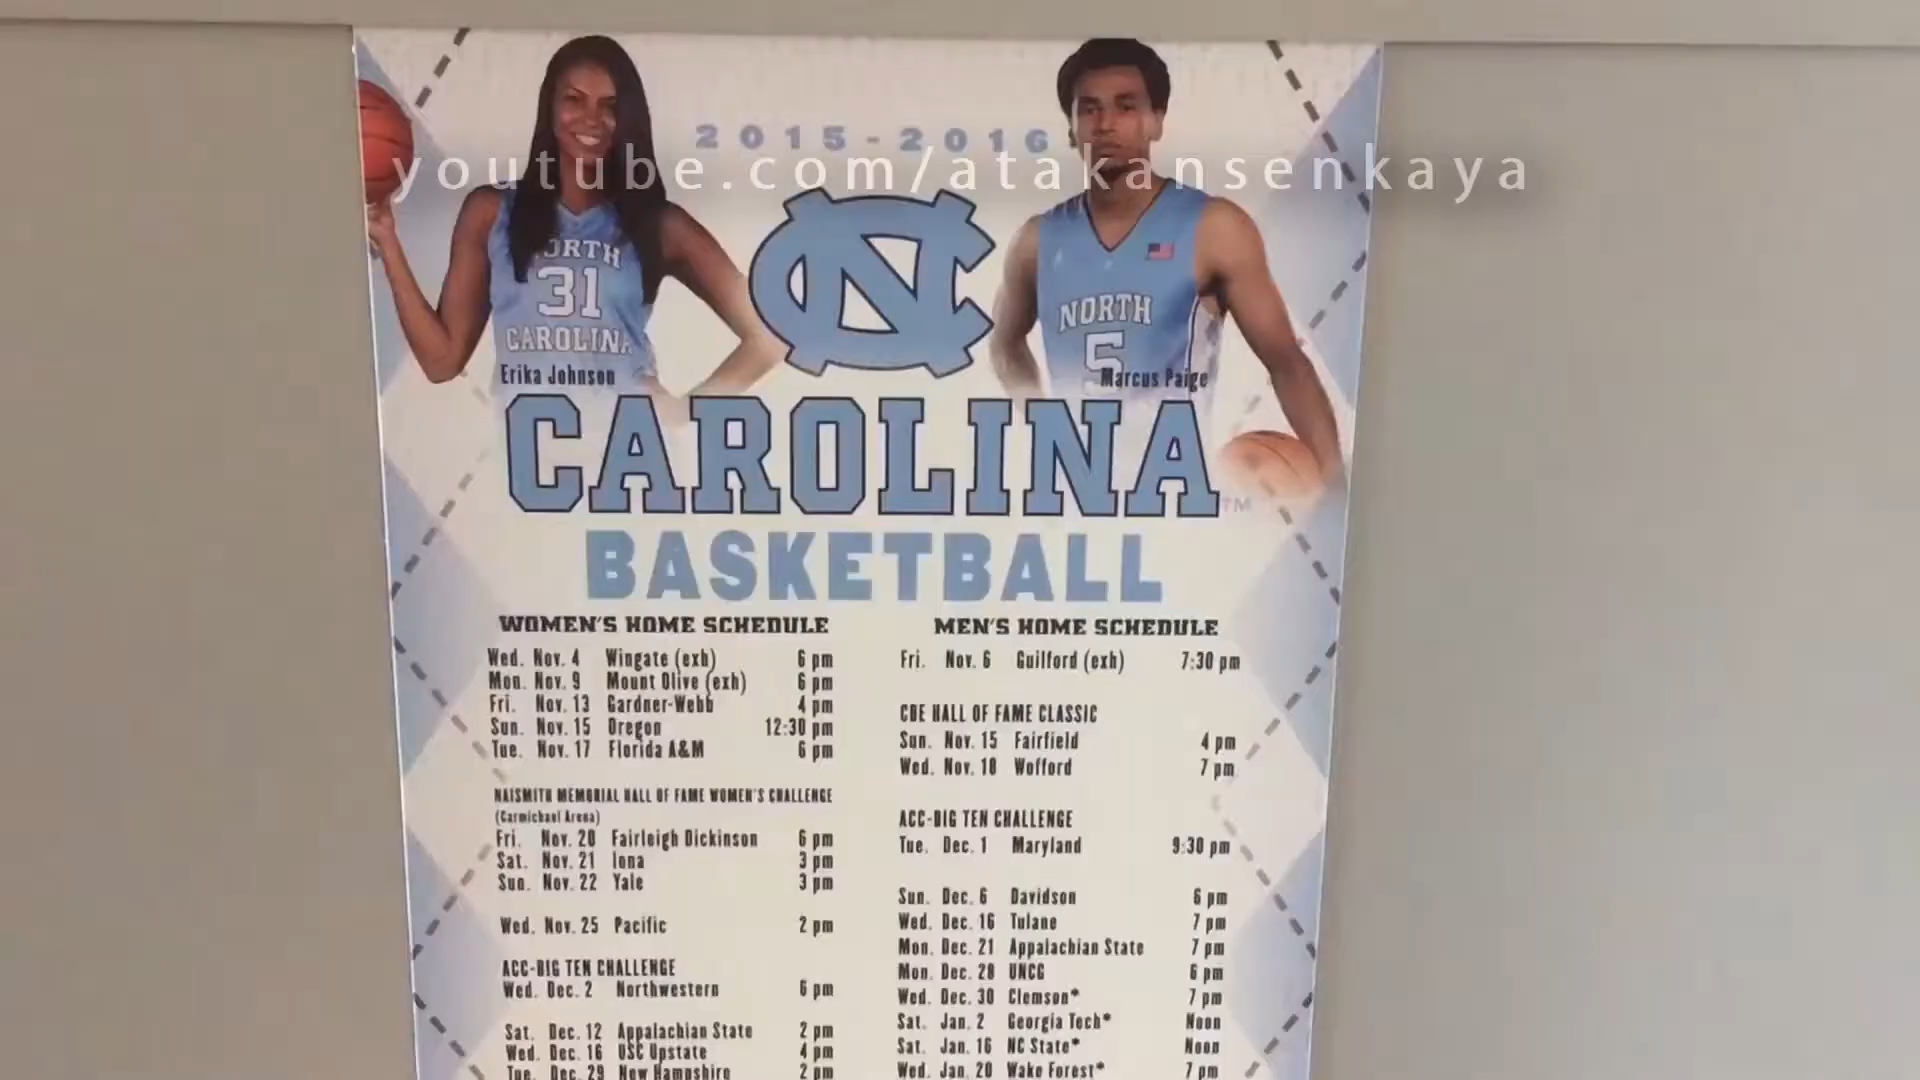 2015-2016
youtube.com/atakansenkaya
NC
NORTH
31
CAROLINA
Erika Johnson
NORTH
5
Marcus Paige
CAROLINA™
BASKETBALL
WOMEN'S HOME SCHEDULE
Wed. Nov. 4 Wingate (exh) 6 pm
Mon. Nov. 9 Mount Olive (exh) 6 pm
Fri. Nov. 13 Gardner-Webb 4 pm
Sun. Nov. 15 Oregon 12:30 pm
Tue. Nov. 17 Florida A&M 6 pm
NAISMITH MEMORIAL HALL OF FAME WOMEN'S CHALLENGE
(Carmichael Arena)
Fri. Nov. 20 Fairleigh Dickinson 6 pm
Sat. Nov. 21 Iona 3 pm
Sun. Nov. 22 Yale 3 pm
Wed. Nov. 25 Pacific 2 pm
ACC-BIG TEN CHALLENGE
Wed. Dec. 2 Northwestern 6 pm
Sat. Dec. 12 Appalachian State 2 pm
Wed. Dec. 16 USC Upstate 4 pm
Tue. Dec. 29 New Hampshire 2 pm
MEN'S HOME SCHEDULE
Fri. Nov. 6 Guilford (exh) 7:30 pm
CBE HALL OF FAME CLASSIC
Sun. Nov. 15 Fairfield 4 pm
Wed. Nov. 18 Wofford 7 pm
ACC-BIG TEN CHALLENGE
Tue. Dec. 1 Maryland 9:30 pm
Sun. Dec. 6 Davidson 6 pm
Wed. Dec. 16 Tulane 7 pm
Mon. Dec. 21 Appalachian State 7 pm
Mon. Dec. 28 UNCG 6 pm
Wed. Dec. 30 Clemson* 7 pm
Sat. Jan. 2 Georgia Tech* Noon
Sat. Jan. 16 NC State* Noon
Wed. Jan. 20 Wake Forest* 7 pm